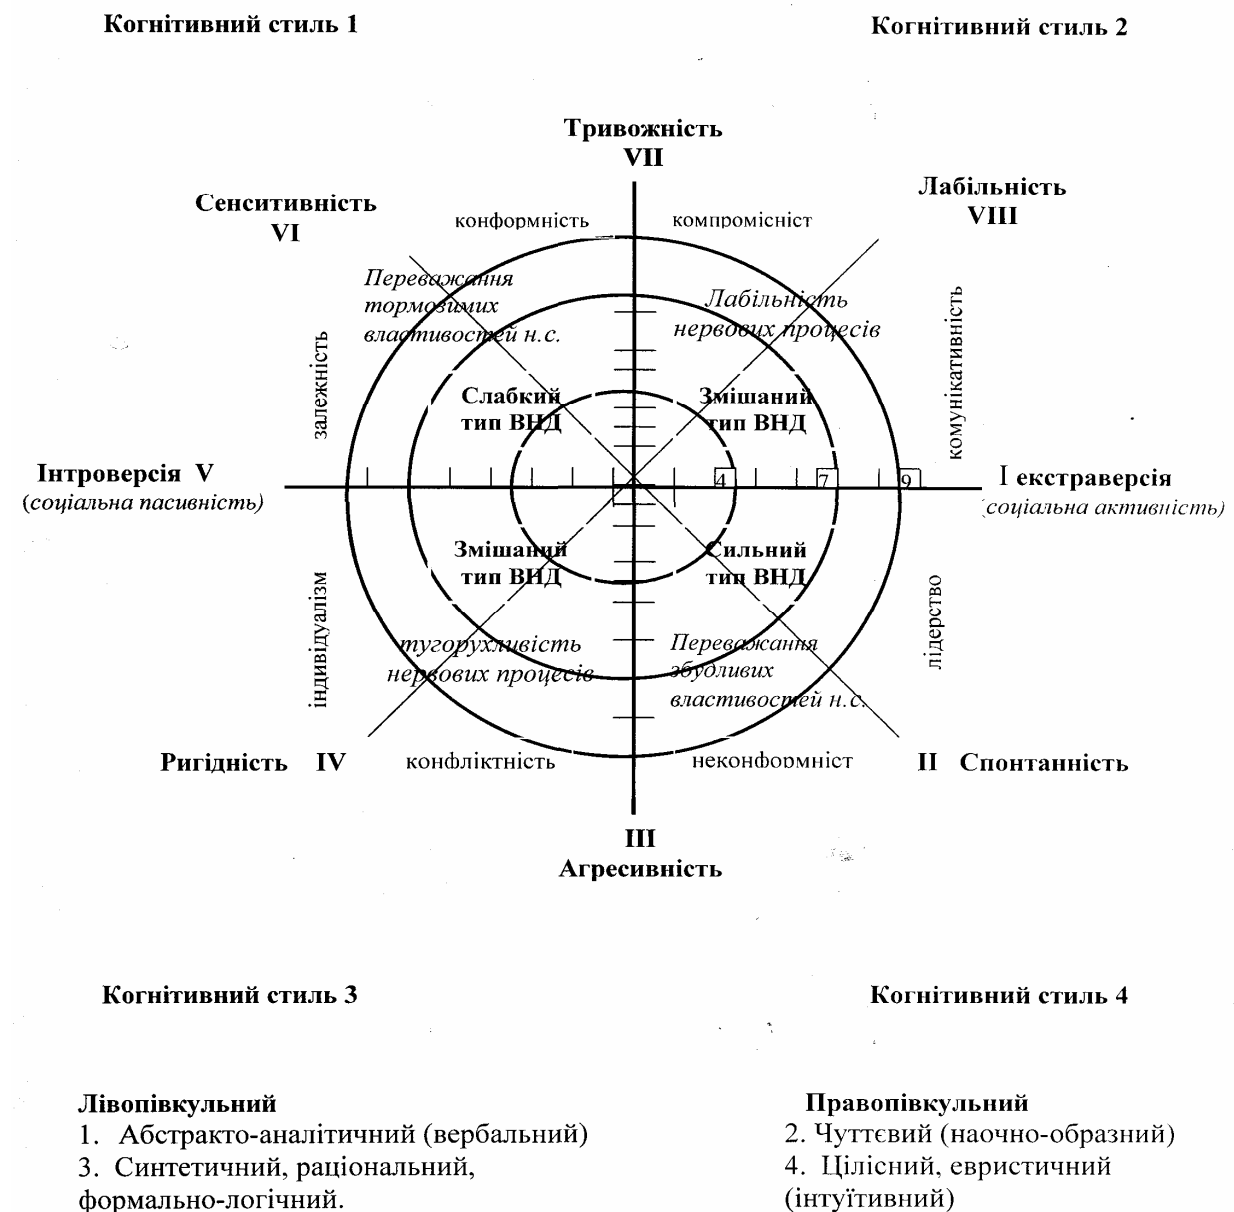 Когнітивний стиль 1
Когнітивний стиль 2
Тривожність
VII
Сенситивність
VI
Лабільність
VIII
конформність
компромісніст
Переважання
тормозимих
властивостей н.с.
Лабільність
нервових процесів
залежність
комунікативність
Слабкий
тип ВНД
Змішаний
тип ВНД
Інтроверсія V
(соціальна пасивність)
4
7
9
I екстраверсія
(соціальна активність)
Змішаний
тип ВНД
Сильний
тип ВНД
індивідуалізм
лідерство
тугорухливість
нервових процесів
Переважання
збудливих
властивостей н.с.
Ригідність IV
конфліктність
неконформніст
II Спонтанність
III
Агресивність
Когнітивний стиль 3
Когнітивний стиль 4
Лівопівкульний
1. Абстракто-аналітичний (вербальний)
3. Синтетичний, раціональний,
формально-логічний.
Правопівкульний
2. Чуттєвий (наочно-образний)
4. Цілісний, евристичний
(інтуїтивний)